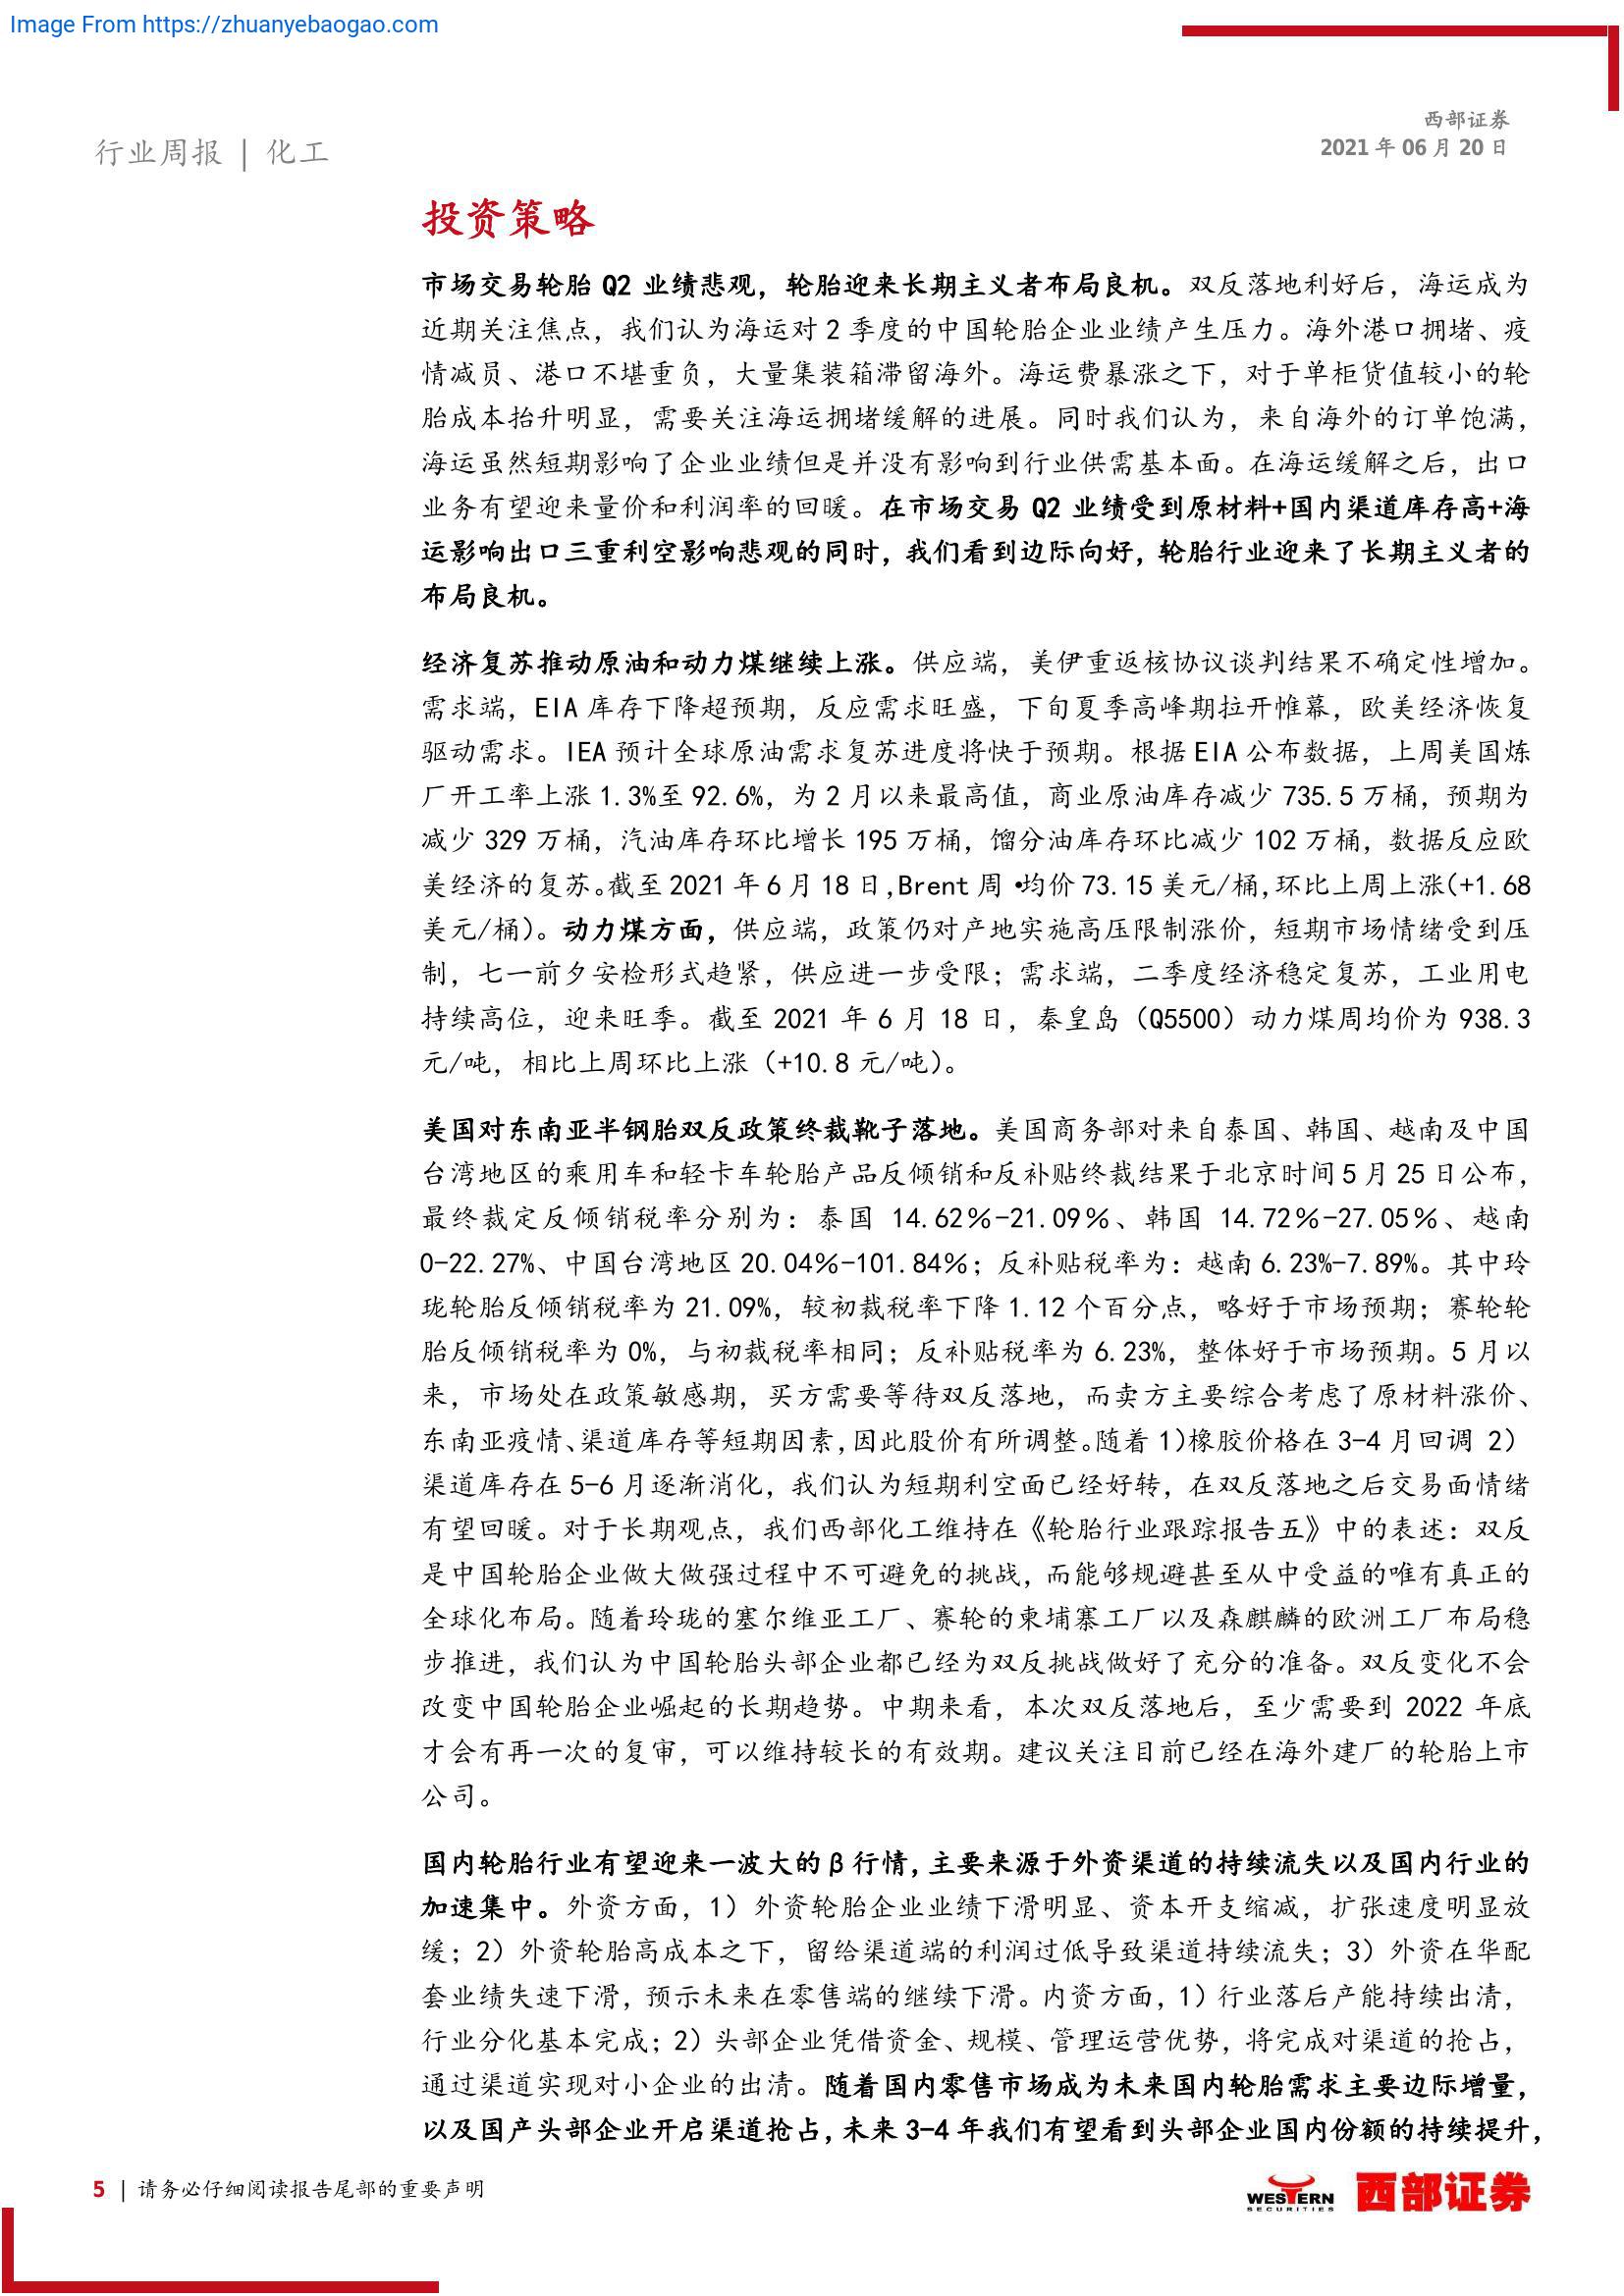 Image From https://zhuanyebaogao.com
西部证券
2021 年 06 月 20 日
行业周报 | 化工
投资策略
市场交易轮胎 Q2 业绩悲观，轮胎迎来长期主义者布局良机。双反落地利好后，海运成为
近期关注焦点，我们认为海运对 2 季度的中国轮胎企业业绩产生压力。海外港口拥堵、疫
情减员、港口不堪重负，大量集装箱滞留海外。海运费暴涨之下，对于单柜货值较小的轮
胎成本抬升明显，需要关注海运拥堵缓解的进展。同时我们认为，来自海外的订单饱满，
海运虽然短期影响了企业业绩但是并没有影响到行业供需基本面。在海运缓解之后，出口
业务有望迎来量价和利润率的回暖。在市场交易 Q2 业绩受到原材料+国内渠道库存高+海
运影响出口三重利空影响悲观的同时，我们看到边际向好，轮胎行业迎来了长期主义者的
布局良机。
经济复苏推动原油和动力煤继续上涨。供应端，美伊重返核协议谈判结果不确定性增加。
需求端，EIA 库存下降超预期，反应需求旺盛，下旬夏季高峰期拉开帷幕，欧美经济恢复
驱动需求。IEA 预计全球原油需求复苏进度将快于预期。根据 EIA 公布数据，上周美国炼
厂开工率上涨 1.3%至 92.6%，为 2 月以来最高值，商业原油库存减少 735.5 万桶，预期为
减少 329 万桶，汽油库存环比增长 195 万桶，馏分油库存环比减少 102 万桶，数据反应欧
美经济的复苏。截至 2021 年 6 月 18 日，Brent 周·均价 73.15 美元/桶，环比上周上涨（+1.68
美元/桶）。动力煤方面，供应端，政策仍对产地实施高压限制涨价，短期市场情绪受到压
制，七一前夕安检形式趋紧，供应进一步受限；需求端，二季度经济稳定复苏，工业用电
持续高位，迎来旺季。截至 2021 年 6 月 18 日，秦皇岛（Q5500）动力煤周均价为 938.3
元/吨，相比上周环比上涨（+10.8 元/吨）。
美国对东南亚半钢胎双反政策终裁靴子落地。美国商务部对来自泰国、韩国、越南及中国
台湾地区的乘用车和轻卡车轮胎产品反倾销和反补贴终裁结果于北京时间 5 月 25 日公布，
最终裁定反倾销税率分别为：泰国 14.62%-21.09%、韩国 14.72%-27.05%、越南
0-22.27%、中国台湾地区 20.04%-101.84%；反补贴税率为：越南 6.23%-7.89%。其中玲
珑轮胎反倾销税率为 21.09%，较初裁税率下降 1.12 个百分点，略好于市场预期；赛轮轮
胎反倾销税率为 0%，与初裁税率相同；反补贴税率为 6.23%，整体好于市场预期。5 月以
来，市场处在政策敏感期，买方需要等待双反落地，而卖方主要综合考虑了原材料涨价、
东南亚疫情、渠道库存等短期因素，因此股价有所调整。随着 1）橡胶价格在 3-4 月回调 2）
渠道库存在 5-6 月逐渐消化，我们认为短期利空面已经好转，在双反落地之后交易面情绪
有望回暖。对于长期观点，我们西部化工维持在《轮胎行业跟踪报告五》中的表述：双反
是中国轮胎企业做大做强过程中不可避免的挑战，而能够规避甚至从中受益的唯有真正的
全球化布局。随着玲珑的塞尔维亚工厂、赛轮的柬埔寨工厂以及森麒麟的欧洲工厂布局稳
步推进，我们认为中国轮胎头部企业都已经为双反挑战做好了充分的准备。双反变化不会
改变中国轮胎企业崛起的长期趋势。中期来看，本次双反落地后，至少需要到 2022 年底
才会有再一次的复审，可以维持较长的有效期。建议关注目前已经在海外建厂的轮胎上市
公司。
国内轮胎行业有望迎来一波大的β行情，主要来源于外资渠道的持续流失以及国内行业的
加速集中。外资方面，1）外资轮胎企业业绩下滑明显、资本开支缩减，扩张速度明显放
缓；2）外资轮胎高成本之下，留给渠道端的利润过低导致渠道持续流失；3）外资在华配
套业绩失速下滑，预示未来在零售端的继续下滑。内资方面，1）行业落后产能持续出清，
行业分化基本完成；2）头部企业凭借资金、规模、管理运营优势，将完成对渠道的抢占，
通过渠道实现对小企业的出清。随着国内零售市场成为未来国内轮胎需求主要边际增量，
以及国产头部企业开启渠道抢占，未来 3-4 年我们有望看到头部企业国内份额的持续提升，
5 | 请务必仔细阅读报告尾部的重要声明
WESTERN
SECURITIES
西部证券